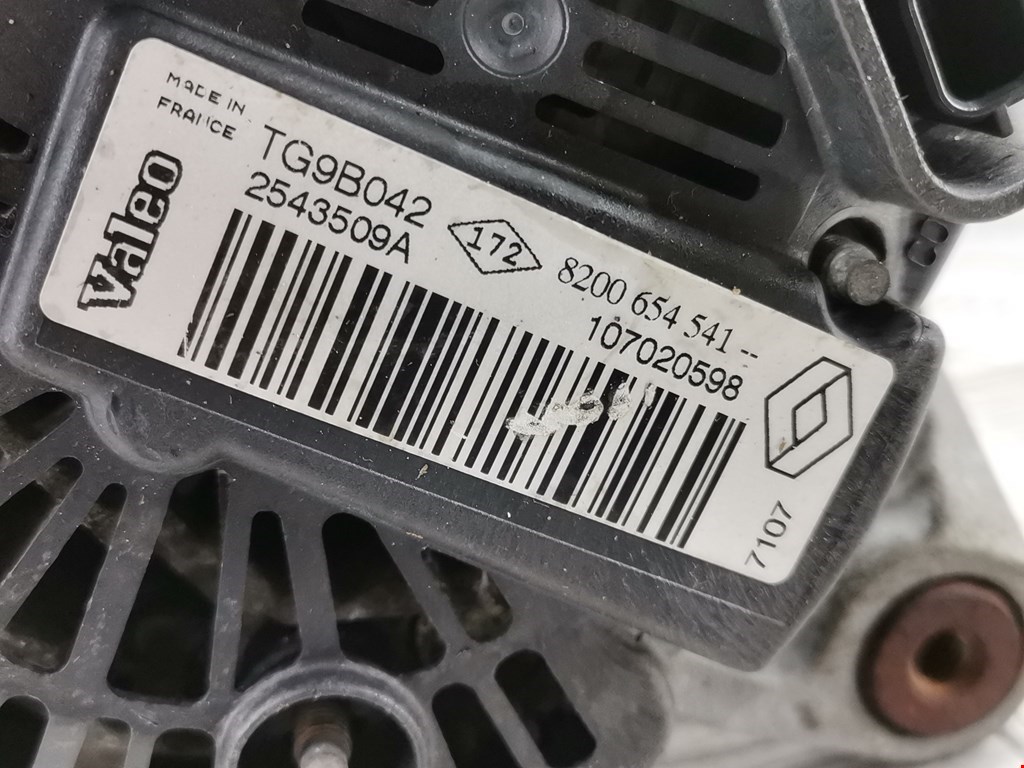 MADE IN
FRANCE
Valeo
TG9B042
2543509A
172
8200 654 541 --
107020598
7107